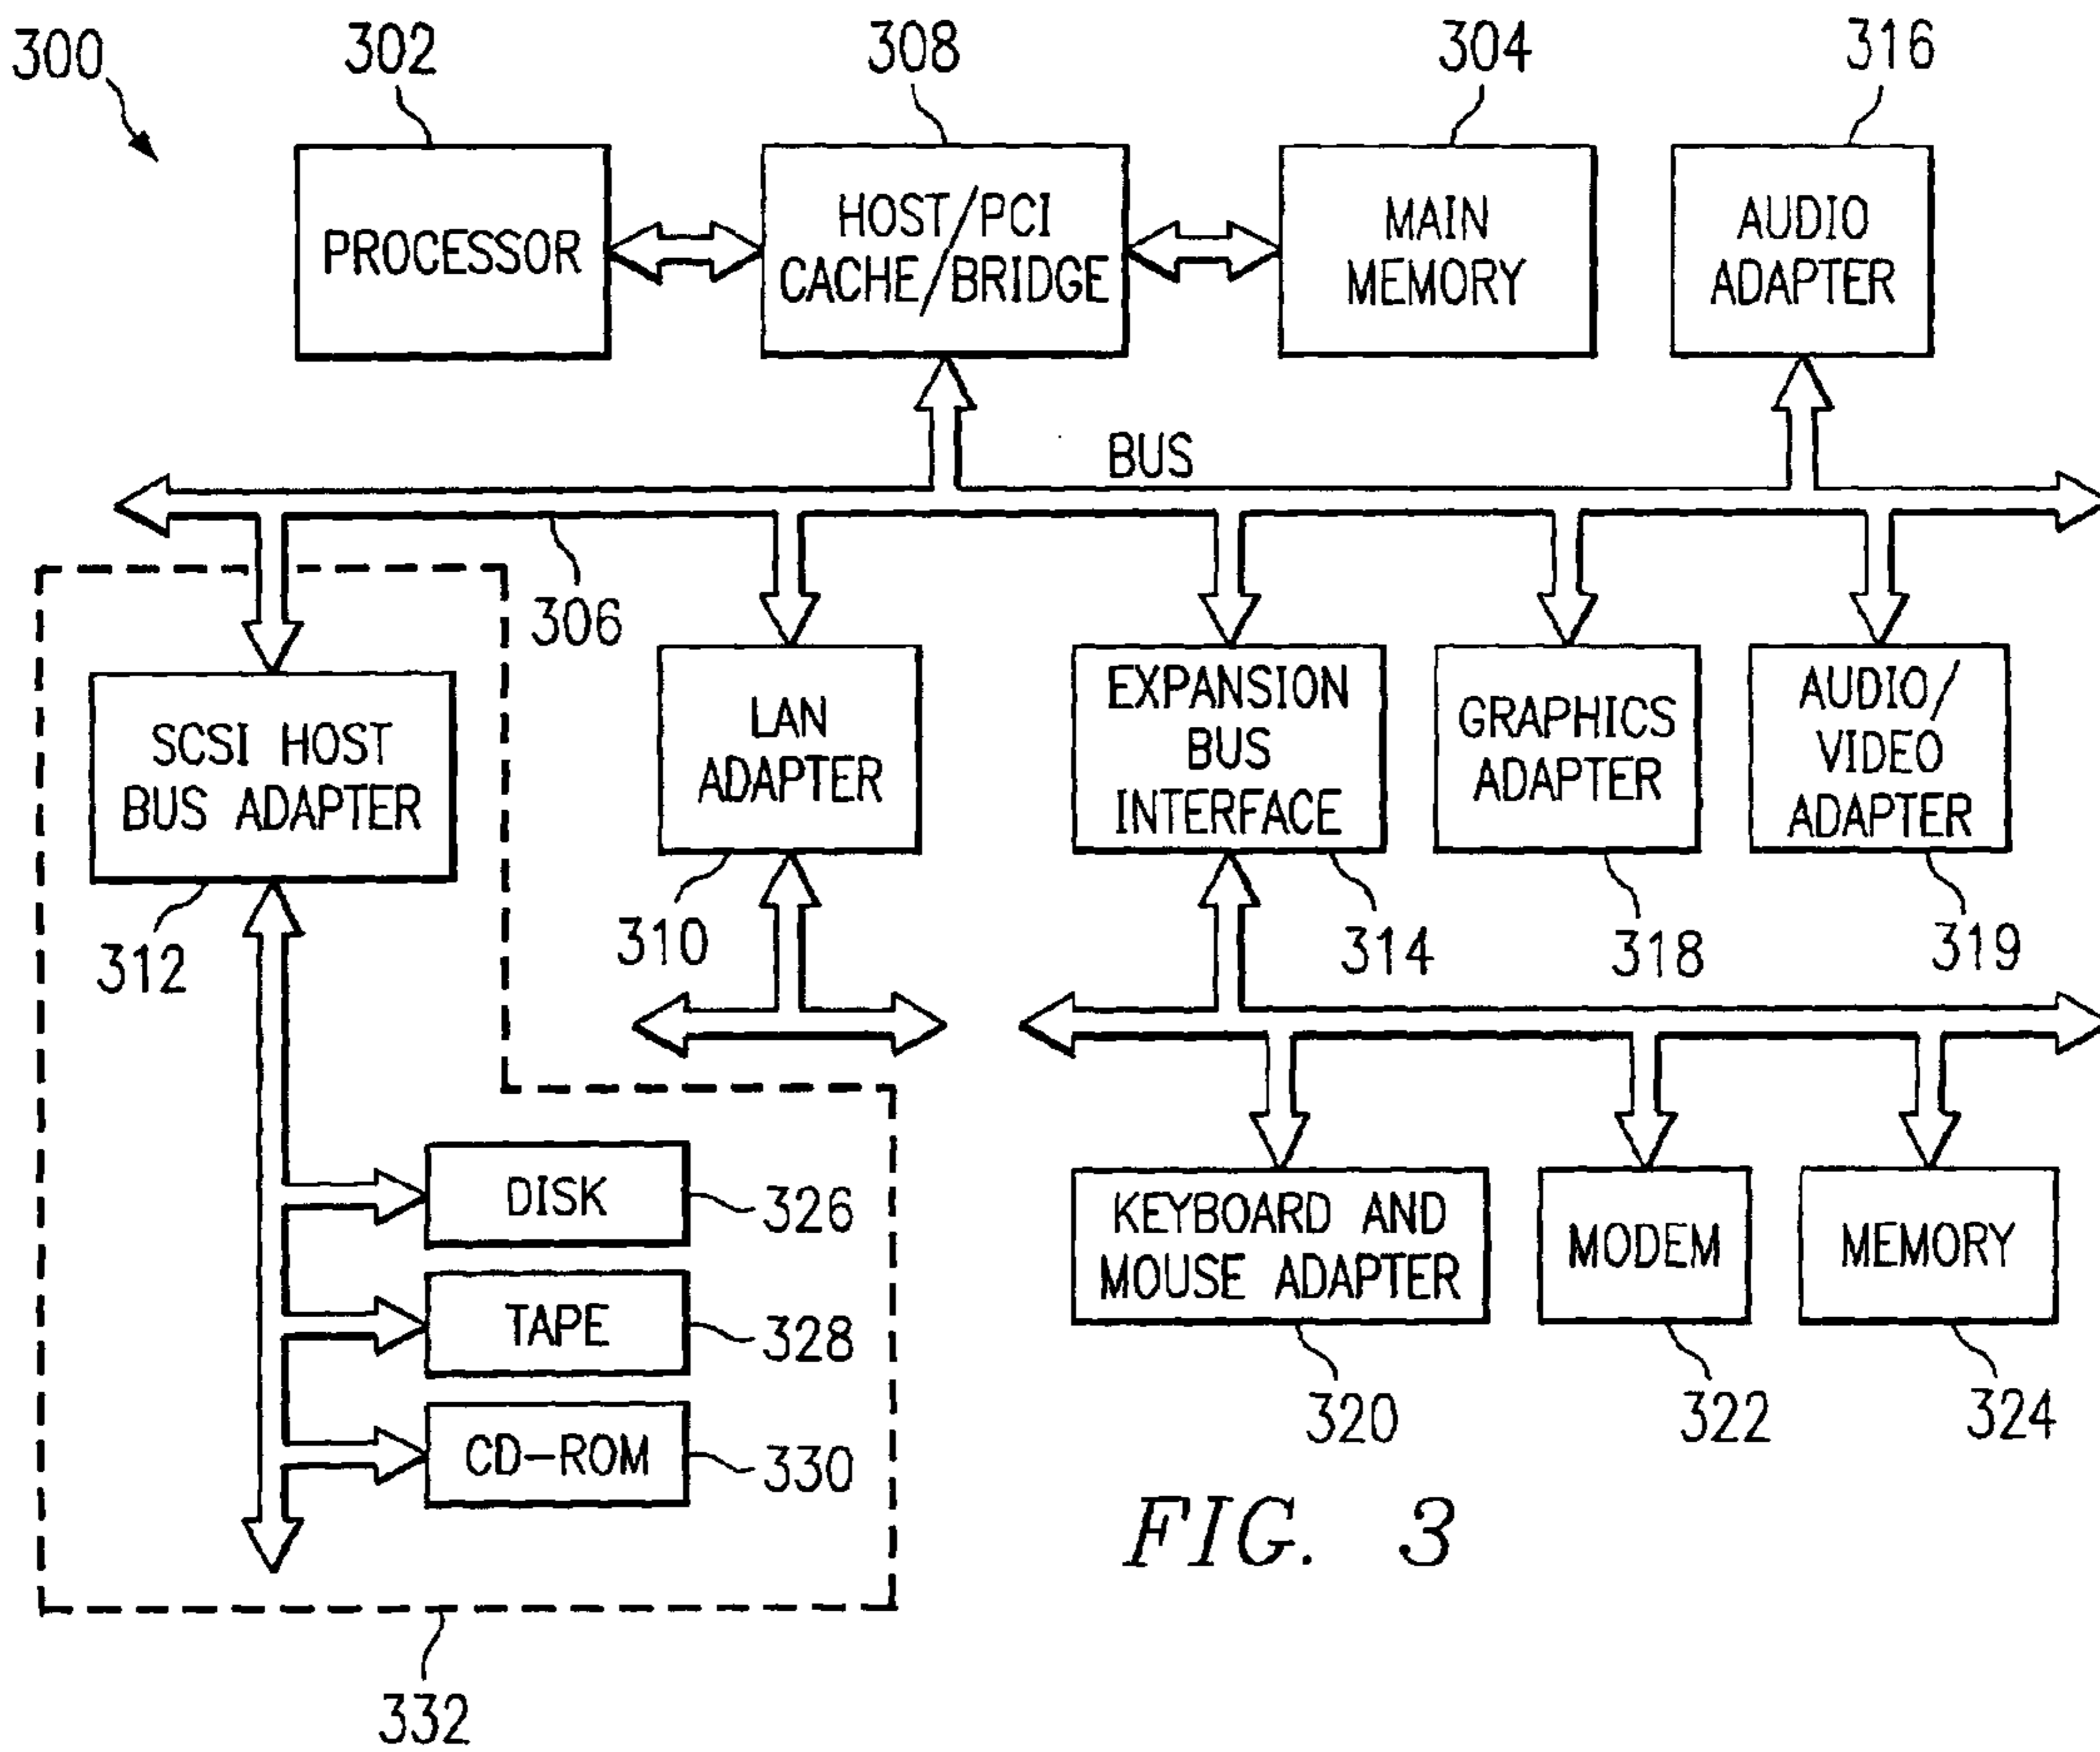 300
302
308
304
316
PROCESSOR
HOST/PCI
CACHE/BRIDGE
MAIN
MEMORY
AUDIO
ADAPTER
BUS
306
SCSI HOST
BUS ADAPTER
LAN
ADAPTER
EXPANSION
BUS
INTERFACE
GRAPHICS
ADAPTER
AUDIO/
VIDEO
ADAPTER
312
310
314
318
319
DISK
326
TAPE
328
CD-ROM
330
KEYBOARD AND
MOUSE ADAPTER
MODEM
MEMORY
320
322
324
FIG. 3
332